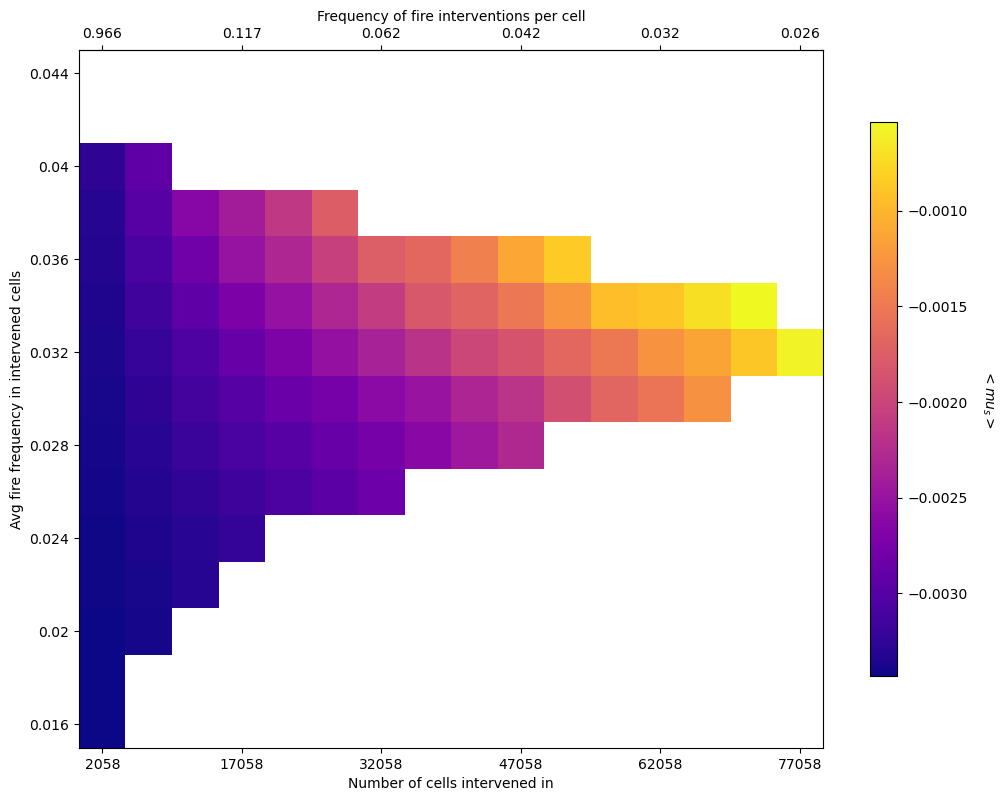 Frequency of fire interventions per cell
0.966 0.117 0.062 0.042 0.032 0.026
0.044
0.04
0.036
0.032
0.028
0.024
0.02
0.016
Avg fire frequency in intervened cells
2058 17058 32058 47058 62058 77058
Number of cells intervened in
−0.0010
−0.0015
−0.0020
−0.0025
−0.0030
< mu_s >